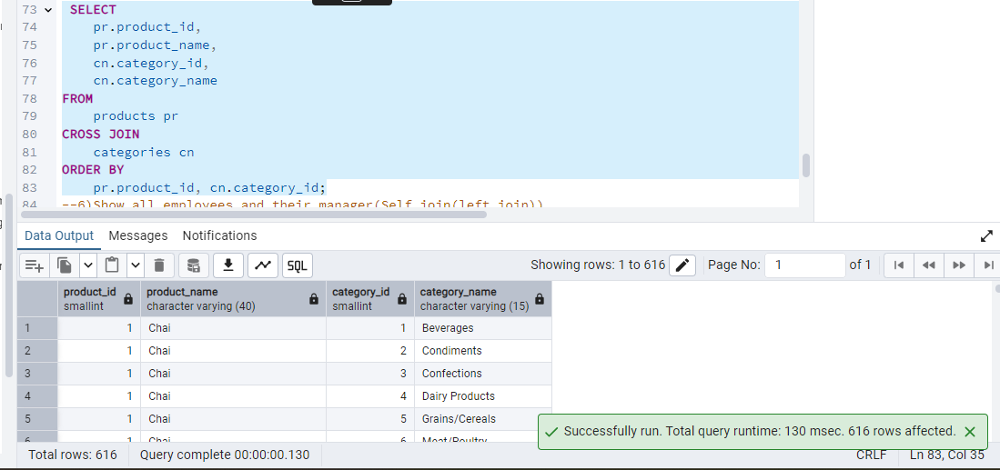 73 SELECT
74 pr.product_id,
75 pr.product_name,
76 cn.category_id,
77 cn.category_name
78 FROM
79 products pr
80 CROSS JOIN
81 categories cn
82 ORDER BY
83 pr.product_id, cn.category_id;
84 --6)Show all employees and their manager(Self join(left join))
Data Output Messages Notifications
SQL Showing rows: 1 to 616 Page No: 1 of 1
product_id product_name category_id category_name
smallint character varying (40) smallint character varying (15)
1 1 Chai 1 Beverages
2 1 Chai 2 Condiments
3 1 Chai 3 Confections
4 1 Chai 4 Dairy Products
5 1 Chai 5 Grains/Cereals
6 1 Chai 6 Meat/Poultry
Successfully run. Total query runtime: 130 msec. 616 rows affected.
Total rows: 616 Query complete 00:00:00.130 CRLF Ln 83, Col 35